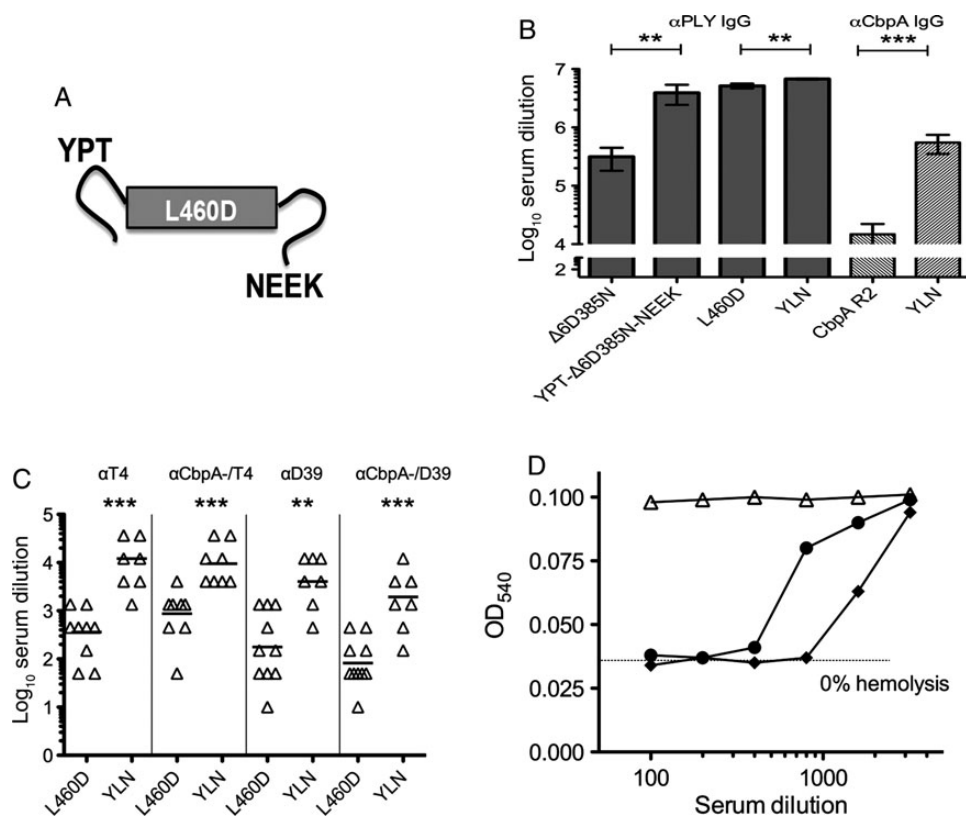 A
YPT
L460D
NEEK
B
αPLY IgG
αCbpA IgG
**
**
***
Log10 serum dilution
7
6
5
4
2
Δ6D385N
YPT-Δ6D385N-NEEK
L460D
YLN
CbpA R2
YLN
C
αT4
αCbpA-/T4
αD39
αCbpA-/D39
***
***
**
***
Log10 serum dilution
5
4
3
2
1
0
L460D
YLN
L460D
YLN
L460D
YLN
L460D
YLN
D
OD540
0.100
0.075
0.050
0.025
0.000
0% hemolysis
100
1000
Serum dilution